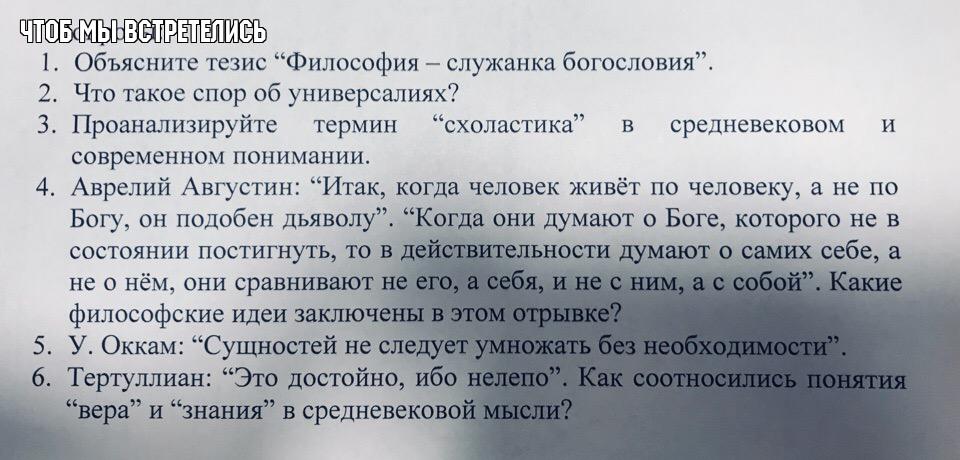 ЧТОБ МЫ ВСТРЕТЕЛИСЬ
1. Объясните тезис “Философия – служанка богословия”.
2. Что такое спор об универсалиях?
3. Проанализируйте термин “схоластика” в средневековом и
современном понимании.
4. Аврелий Августин: “Итак, когда человек живёт по человеку, а не по
Богу, он подобен дьяволу”. “Когда они думают о Боге, которого не в
состоянии постигнуть, то в действительности думают о самих себе, а
не о нём, они сравнивают не его, а себя, и не с ним, а с собой”. Какие
философские идеи заключены в этом отрывке?
5. У. Оккам: “Сущностей не следует умножать без необходимости”.
6. Тертуллиан: “Это достойно, ибо нелепо”. Как соотносились понятия
“вера” и “знания” в средневековой мысли?